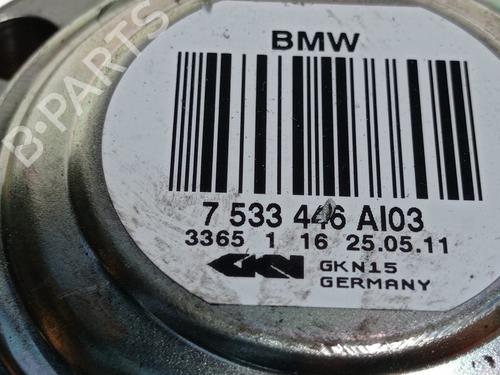 B-PARTS
BMW
7 533 446 AI03
3365 1 16 25.05.11
GKN GKN15
GERMANY